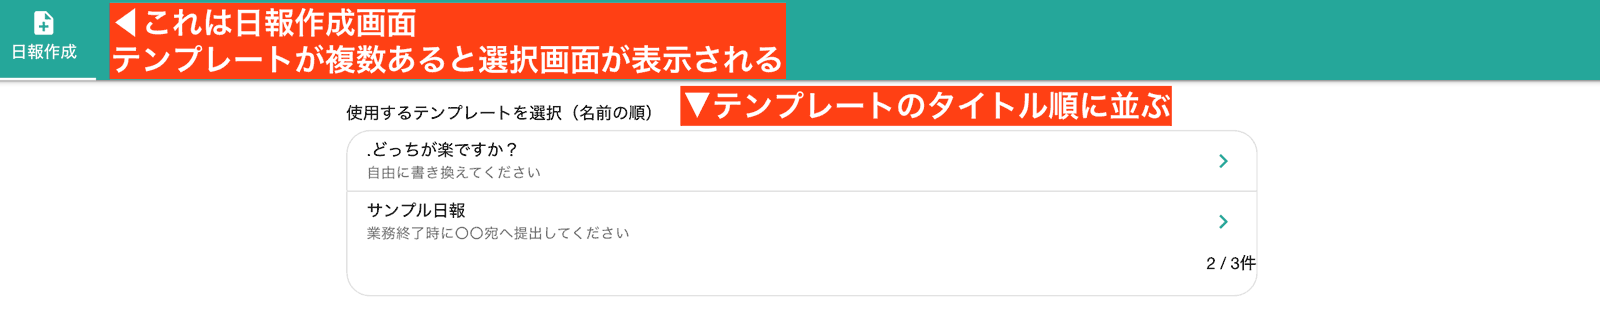 日報作成
◀これは日報作成画面
テンプレートが複数あると選択画面が表示される
使用するテンプレートを選択（名前の順）
▼テンプレートのタイトル順に並ぶ
.どっちが楽ですか？
自由に書き換えてください
サンプル日報
業務終了時に〇〇宛へ提出してください
2 / 3件